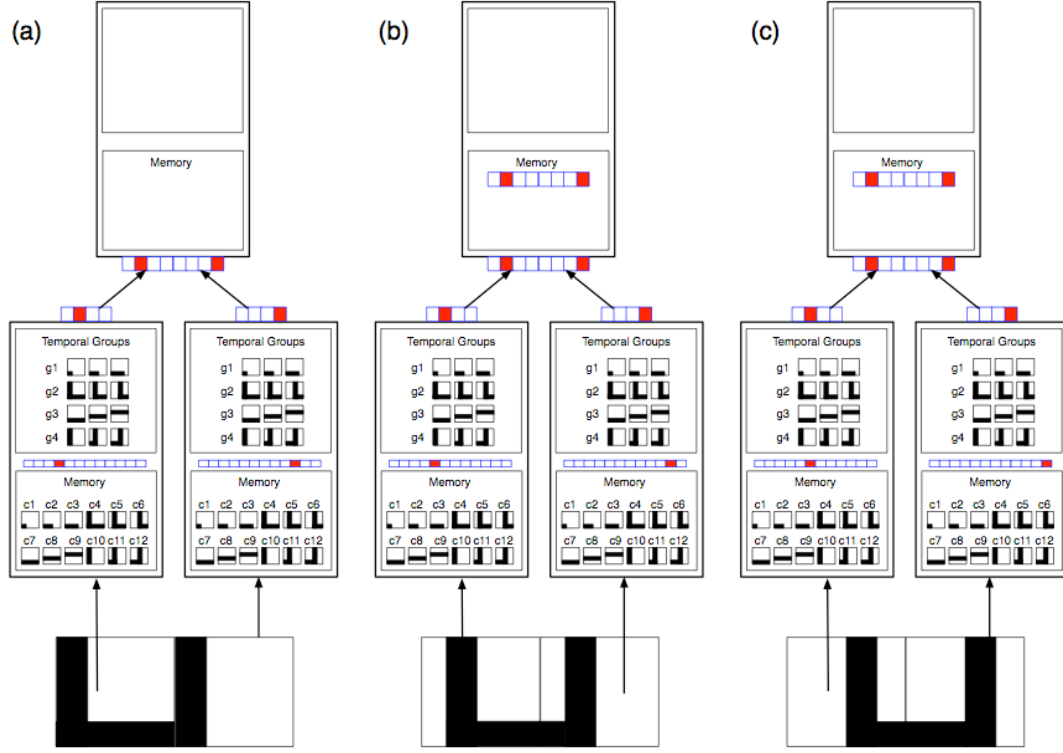 (a)
(b)
(c)
Memory
Memory
Memory
Temporal Groups
g1
g2
g3
g4
Memory
c1 c2 c3 c4 c5 c6
c7 c8 c9 c10 c11 c12
Temporal Groups
g1
g2
g3
g4
Memory
c1 c2 c3 c4 c5 c6
c7 c8 c9 c10 c11 c12
Temporal Groups
g1
g2
g3
g4
Memory
c1 c2 c3 c4 c5 c6
c7 c8 c9 c10 c11 c12
Temporal Groups
g1
g2
g3
g4
Memory
c1 c2 c3 c4 c5 c6
c7 c8 c9 c10 c11 c12
Temporal Groups
g1
g2
g3
g4
Memory
c1 c2 c3 c4 c5 c6
c7 c8 c9 c10 c11 c12
Temporal Groups
g1
g2
g3
g4
Memory
c1 c2 c3 c4 c5 c6
c7 c8 c9 c10 c11 c12